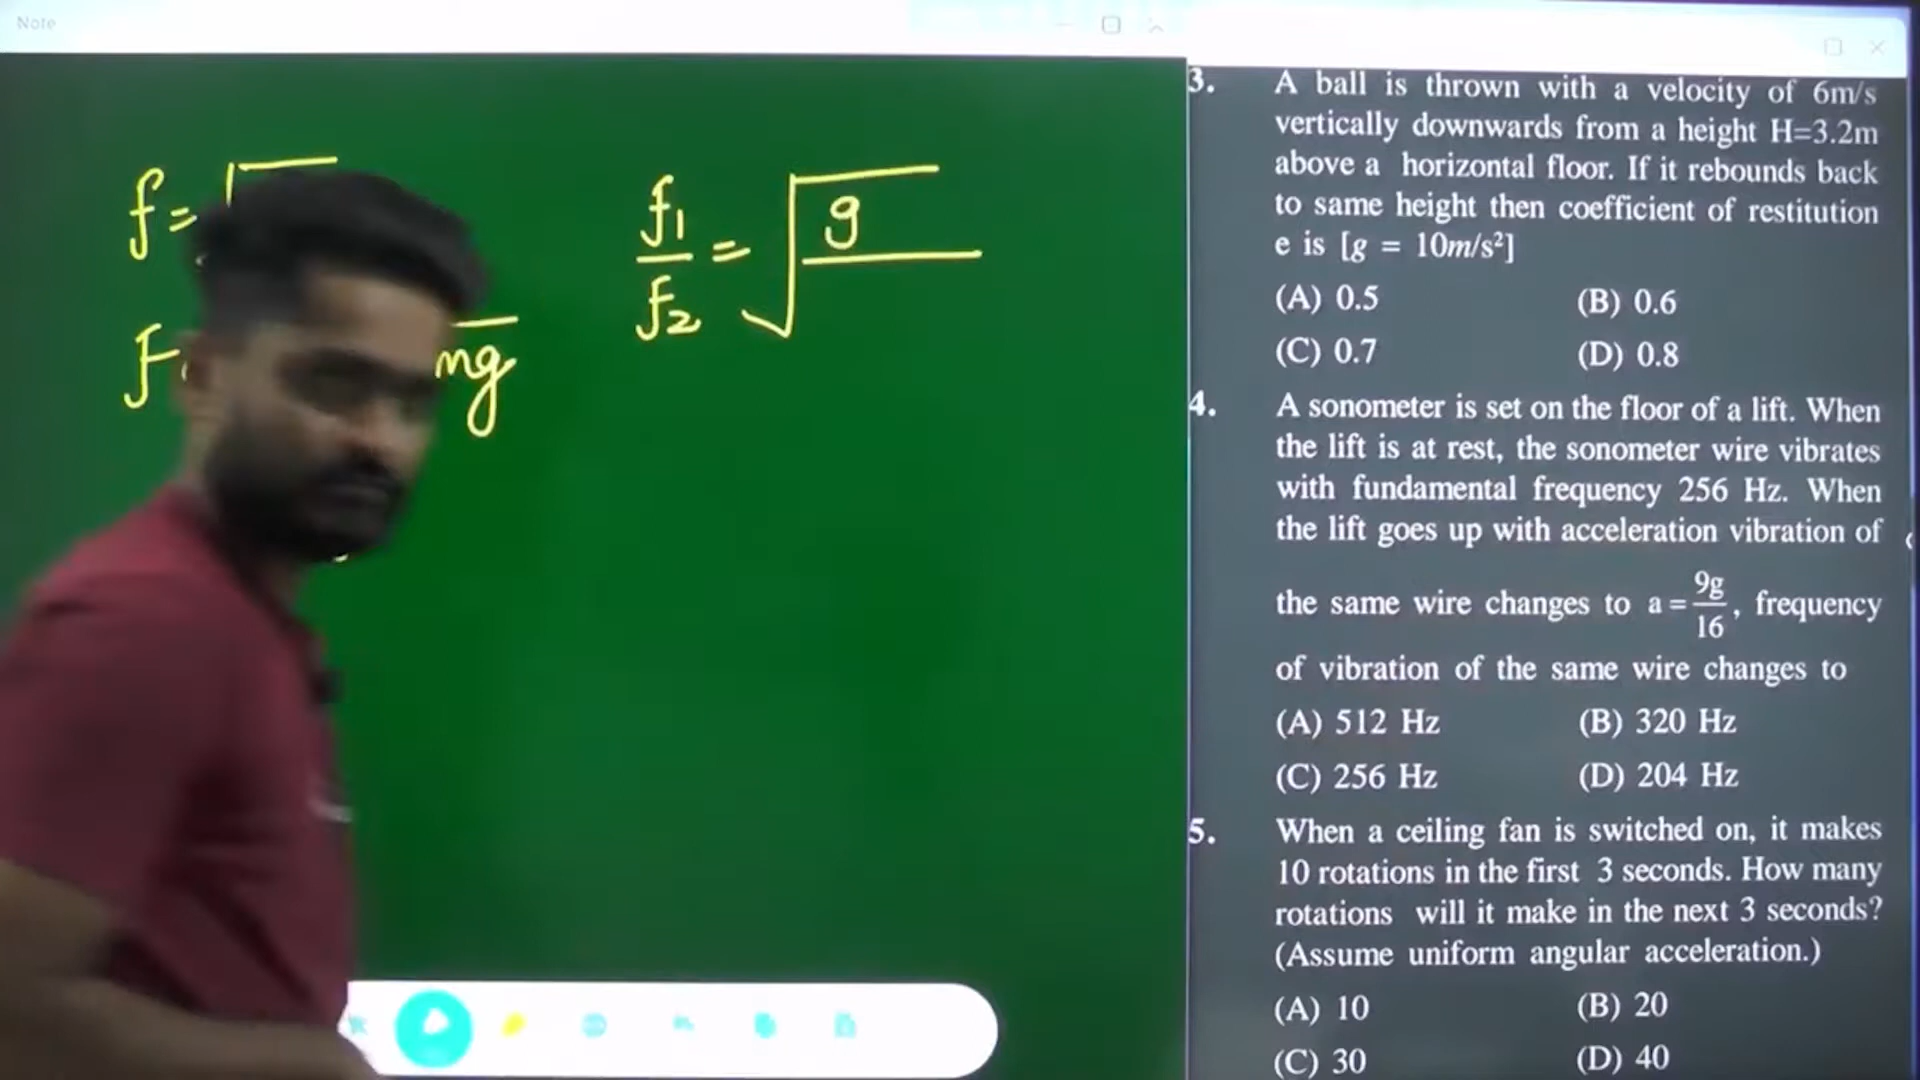 Note
f=
F
mg
f1
f2
=
g
3. A ball is thrown with a velocity of 6m/s
vertically downwards from a height H=3.2m
above a horizontal floor. If it rebounds back
to same height then coefficient of restitution
e is [g = 10m/s²]
(A) 0.5 (B) 0.6
(C) 0.7 (D) 0.8
4. A sonometer is set on the floor of a lift. When
the lift is at rest, the sonometer wire vibrates
with fundamental frequency 256 Hz. When
the lift goes up with acceleration vibration of
the same wire changes to a = 9g/16, frequency
of vibration of the same wire changes to
(A) 512 Hz (B) 320 Hz
(C) 256 Hz (D) 204 Hz
5. When a ceiling fan is switched on, it makes
10 rotations in the first 3 seconds. How many
rotations will it make in the next 3 seconds?
(Assume uniform angular acceleration.)
(A) 10 (B) 20
(C) 30 (D) 40